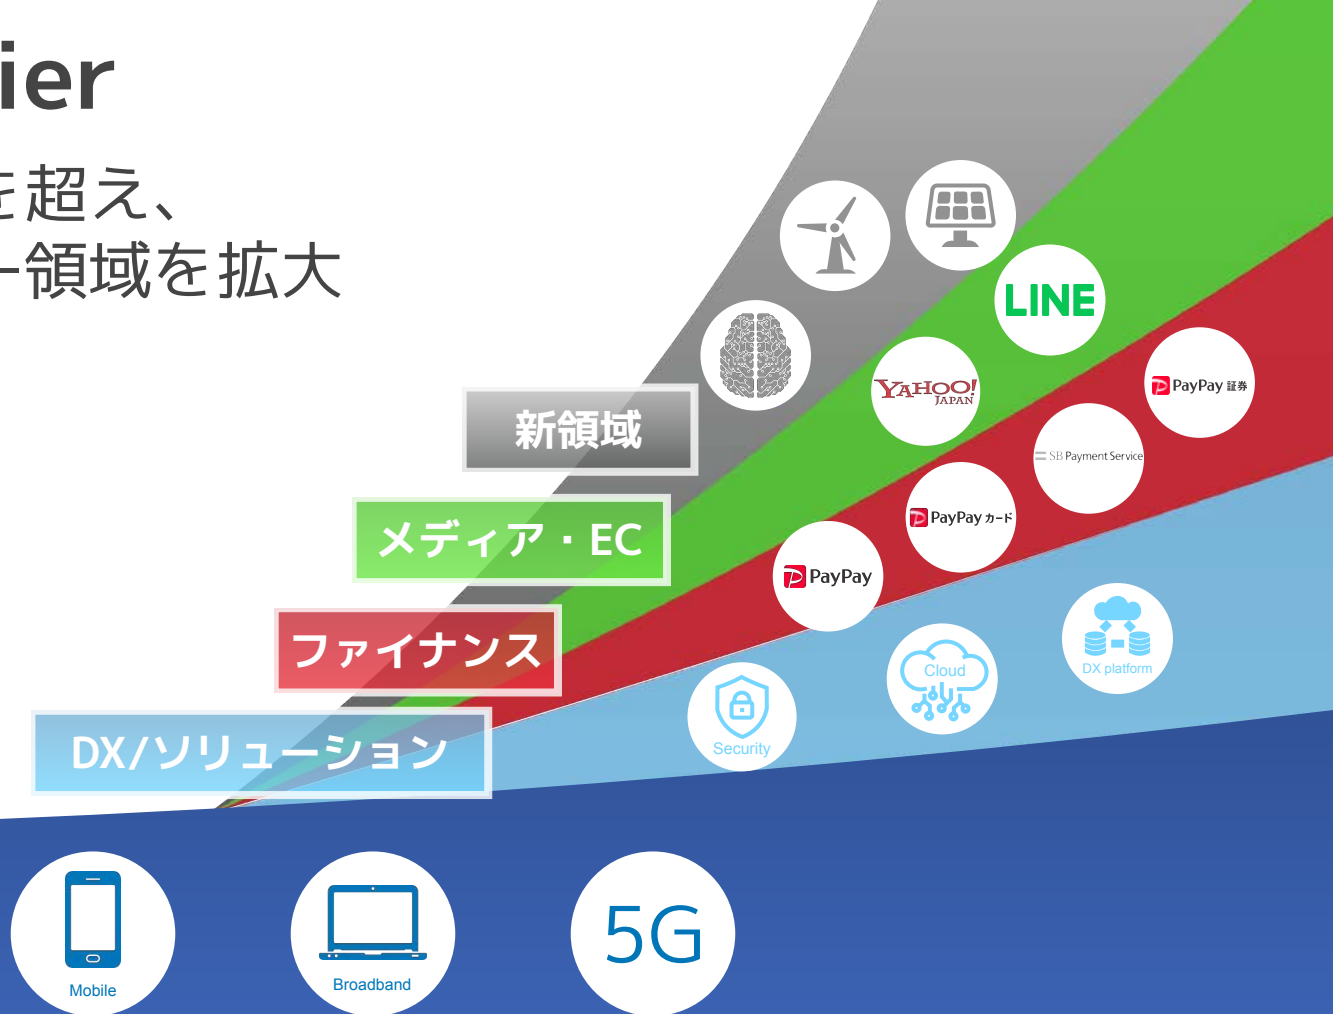 ier
を超え、
ー領域を拡大
LINE
YAHOO!
JAPAN
PayPay 証券
新領域
SB Payment Service
PayPay カード
メディア・EC
PayPay
ファイナンス
Cloud
DX platform
DX/ソリューション
Security
5G
Mobile
Broadband